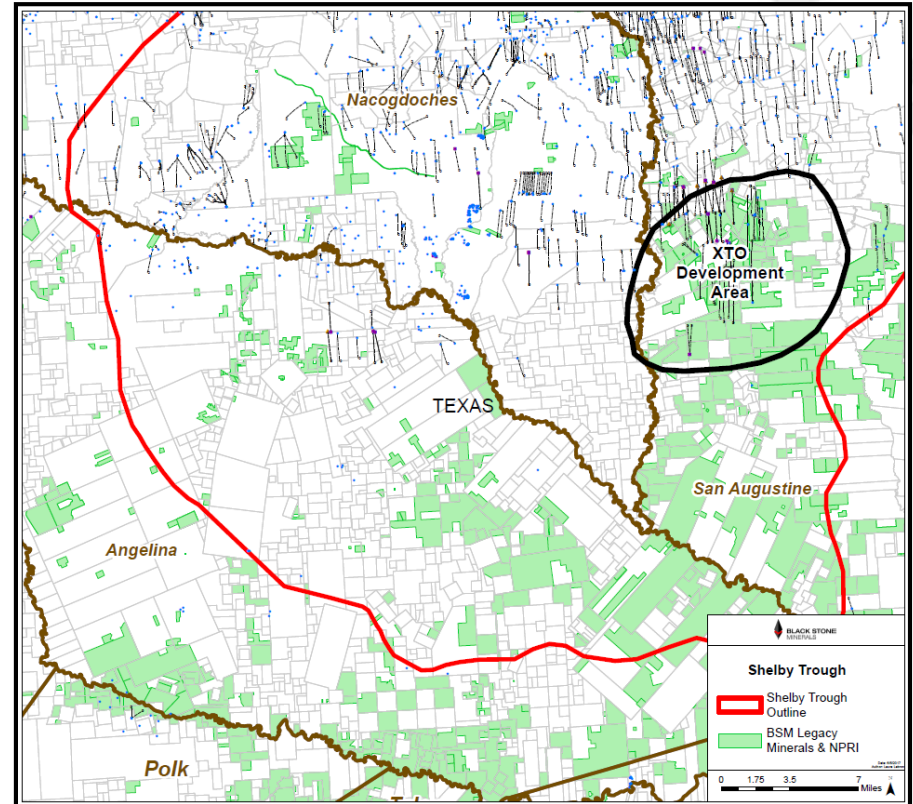 Nacogdoches
XTO
Development
Area
TEXAS
San Augustine
Angelina
Polk
BLACK STONE
MINERALS
Shelby Trough
Shelby Trough
Outline
BSM Legacy
Minerals & NPRI
0 1.75 3.5 7
Miles